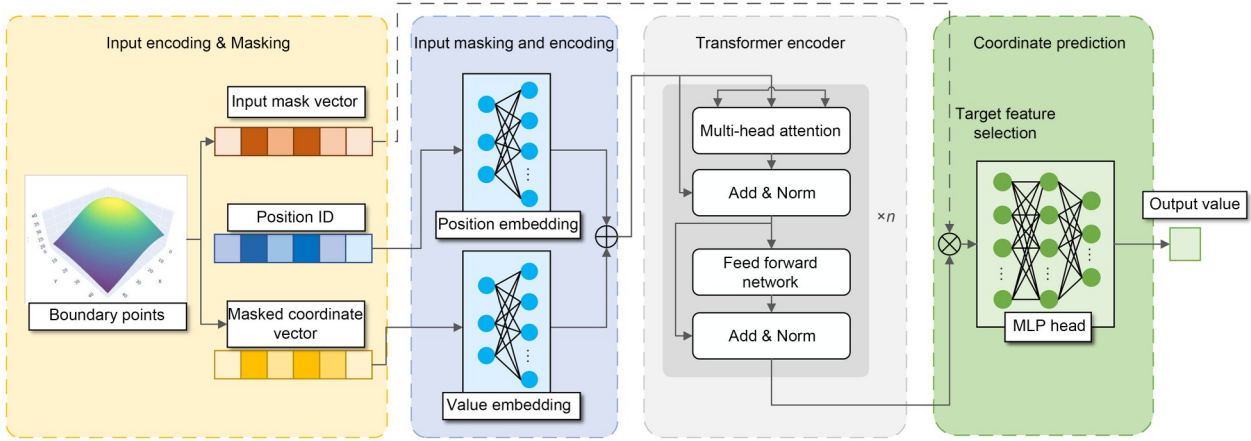 Input encoding & Masking
Input mask vector
Position ID
Boundary points
Masked coordinate
vector
Input masking and encoding
Position embedding
Value embedding
Transformer encoder
Multi-head attention
Add & Norm
Feed forward
network
Add & Norm
×n
Coordinate prediction
Target feature
selection
MLP head
Output value